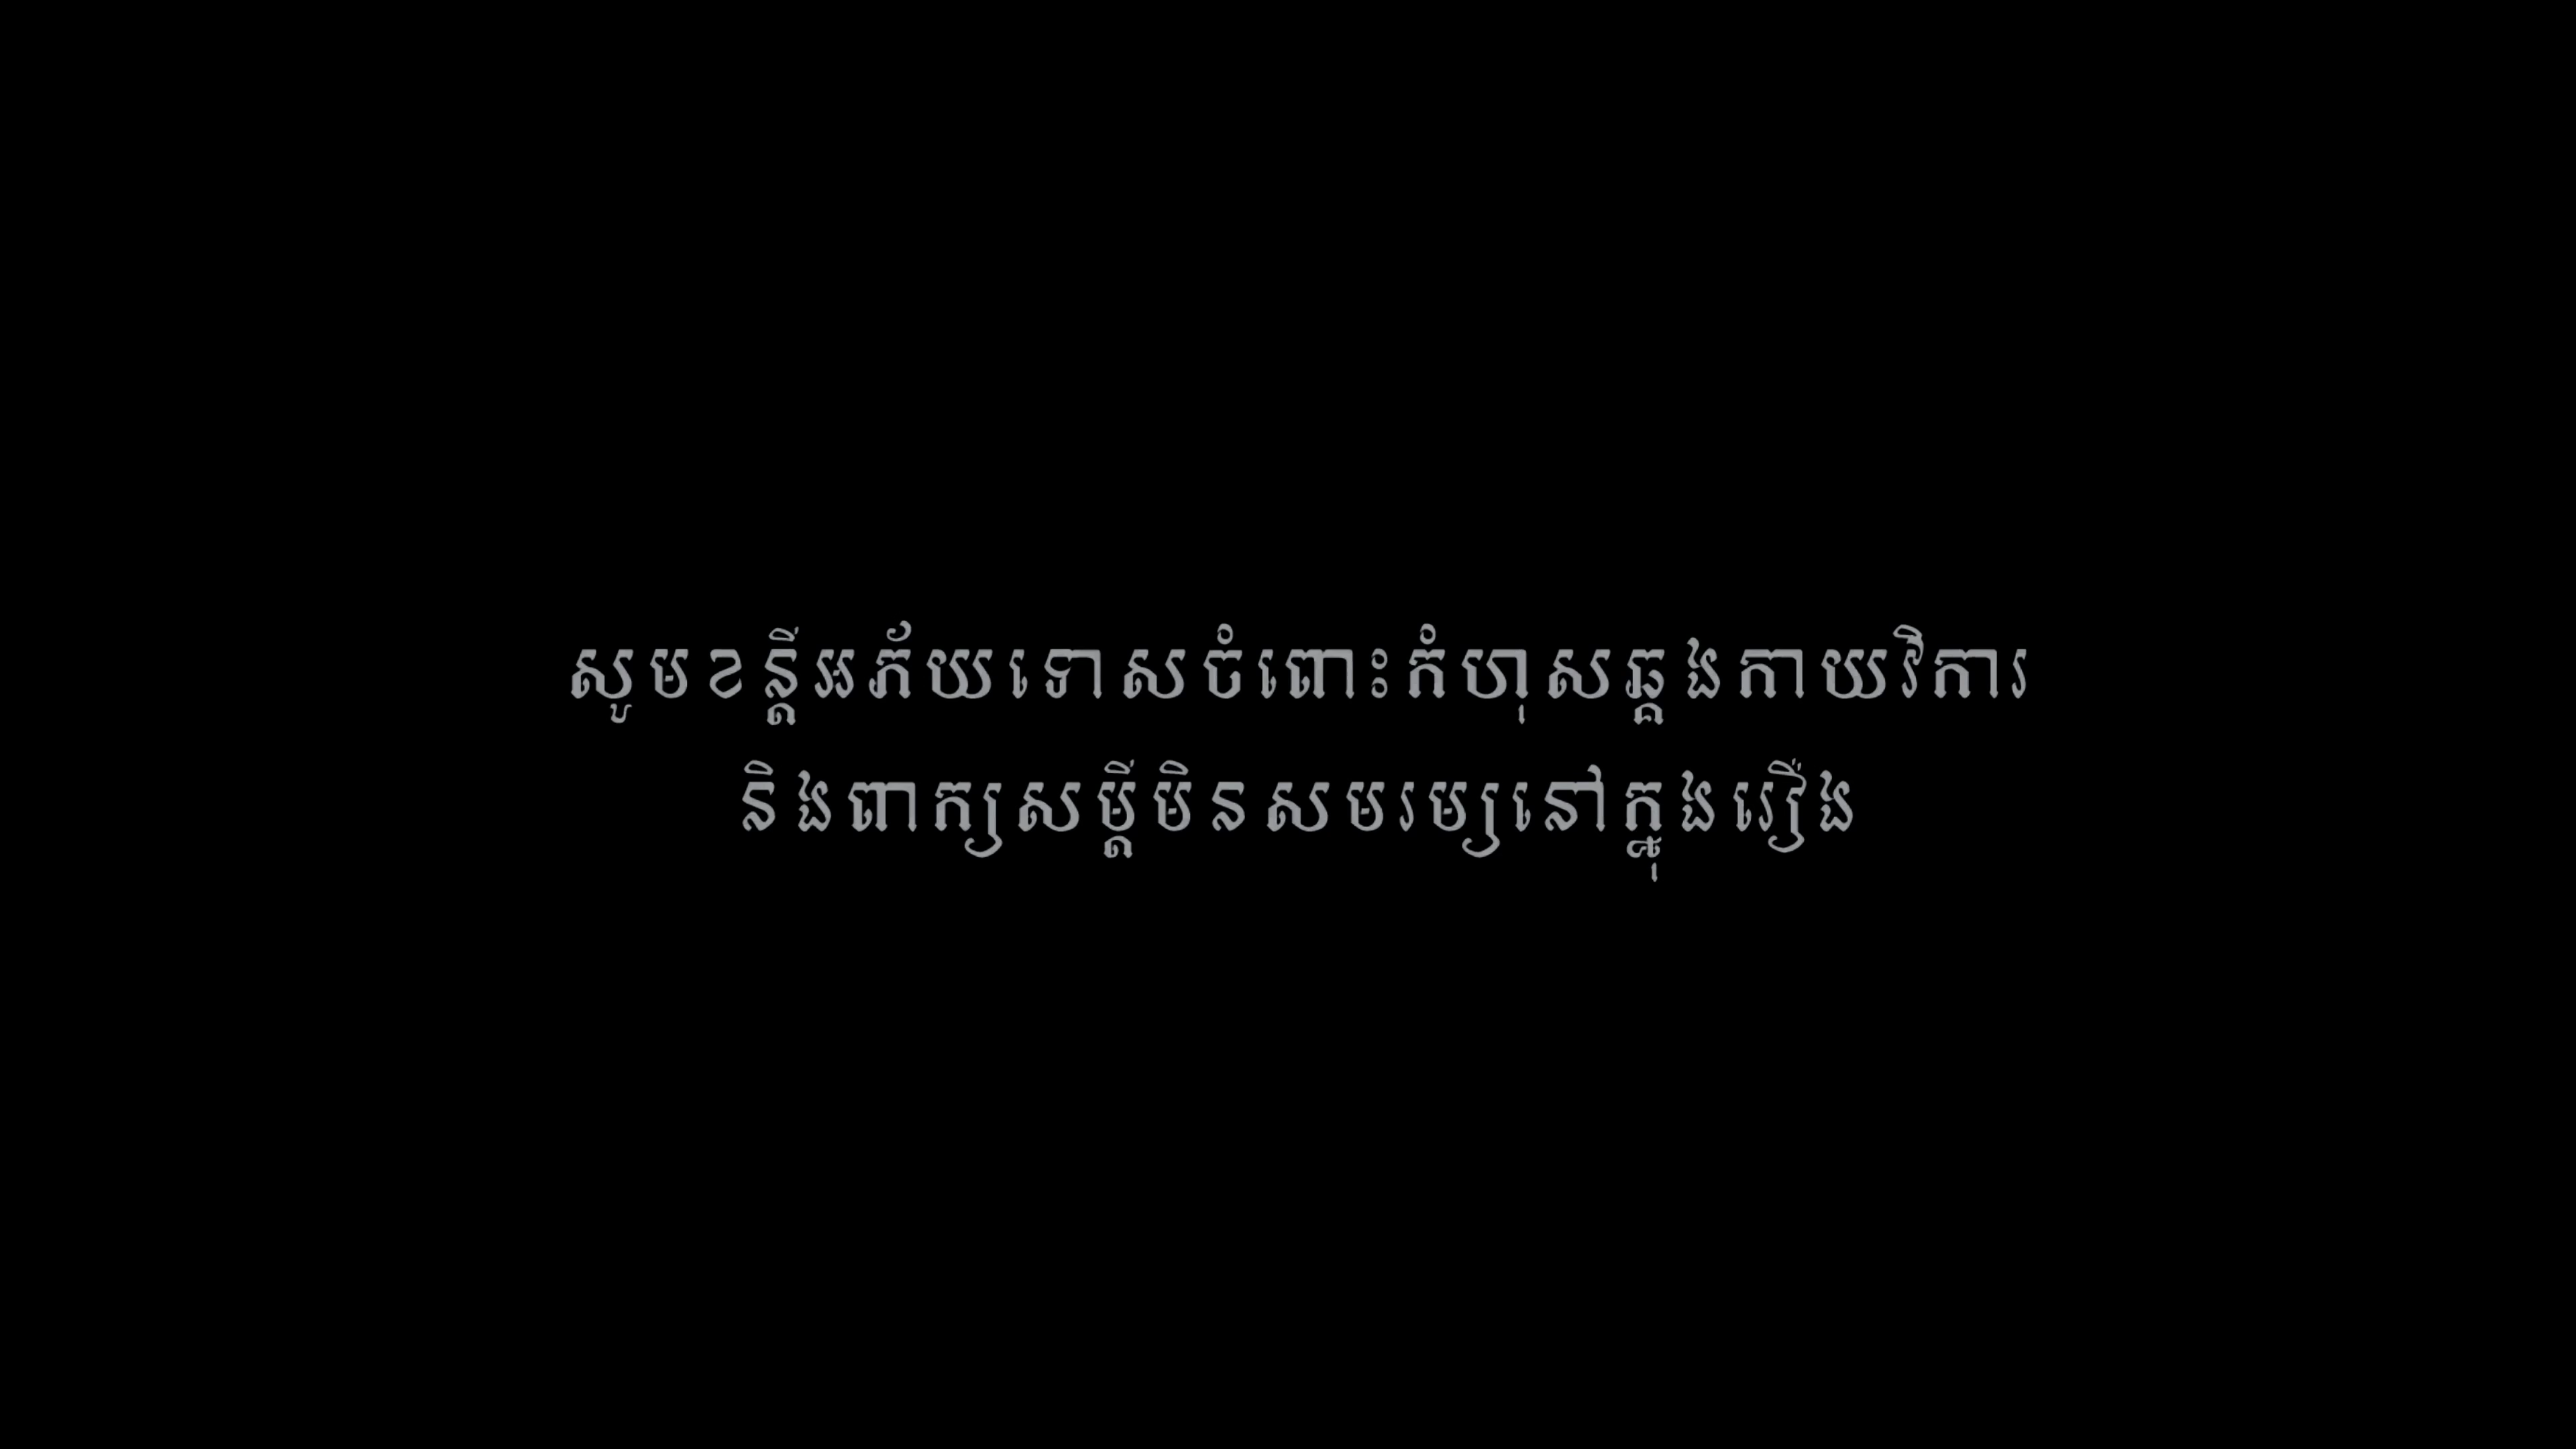 សូមខន្តីអភ័យទោសចំពោះកំហុសឆ្គងកាយវិការ
និងពាក្យសម្តីមិនសមរម្យនៅក្នុងរឿង